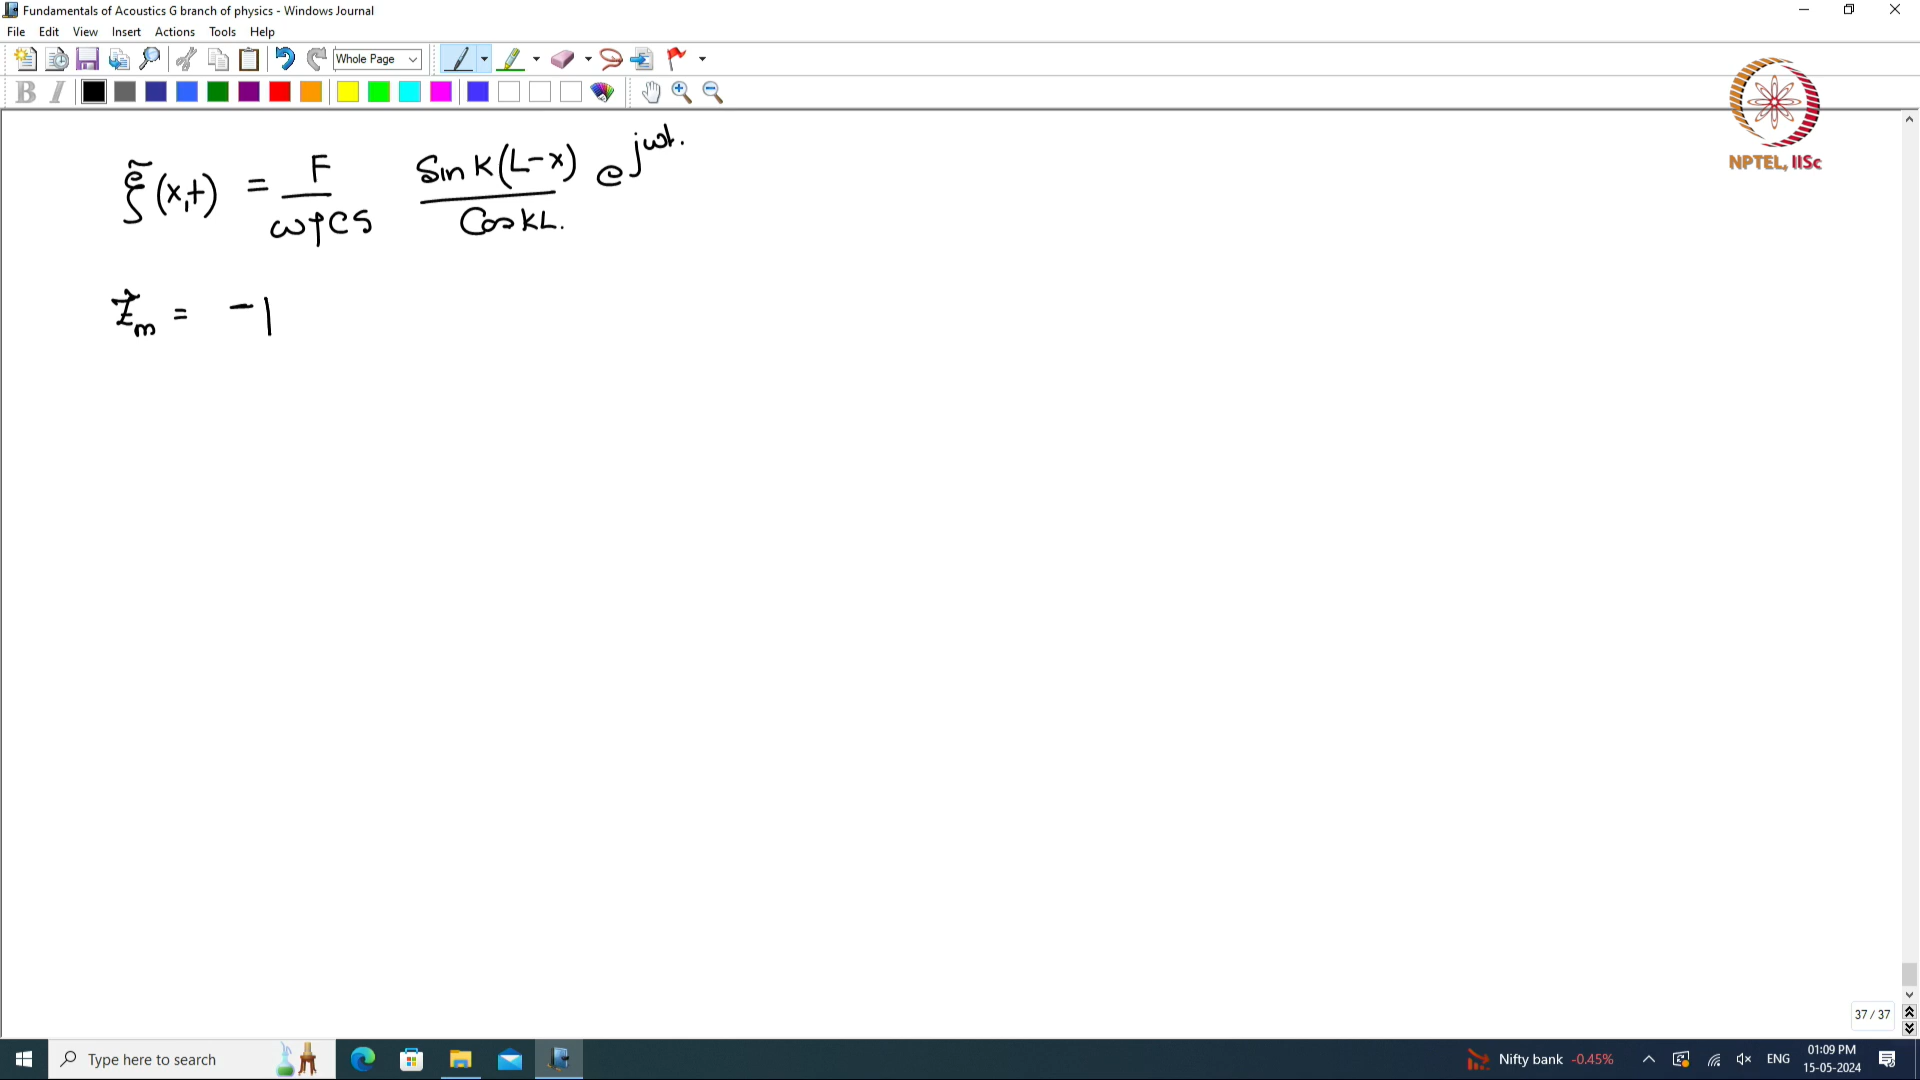 Fundamentals of Acoustics G branch of physics - Windows Journal
File Edit View Insert Actions Tools Help
Whole Page
B I
NPTEL, IISc
ξ̃(x,t) = F/(ωρcs) Sin k(L-x)/Cos kL. e^jωt.
Z̃m = -1
37 / 37
Type here to search
Nifty bank -0.45%
ENG
01:09 PM
15-05-2024